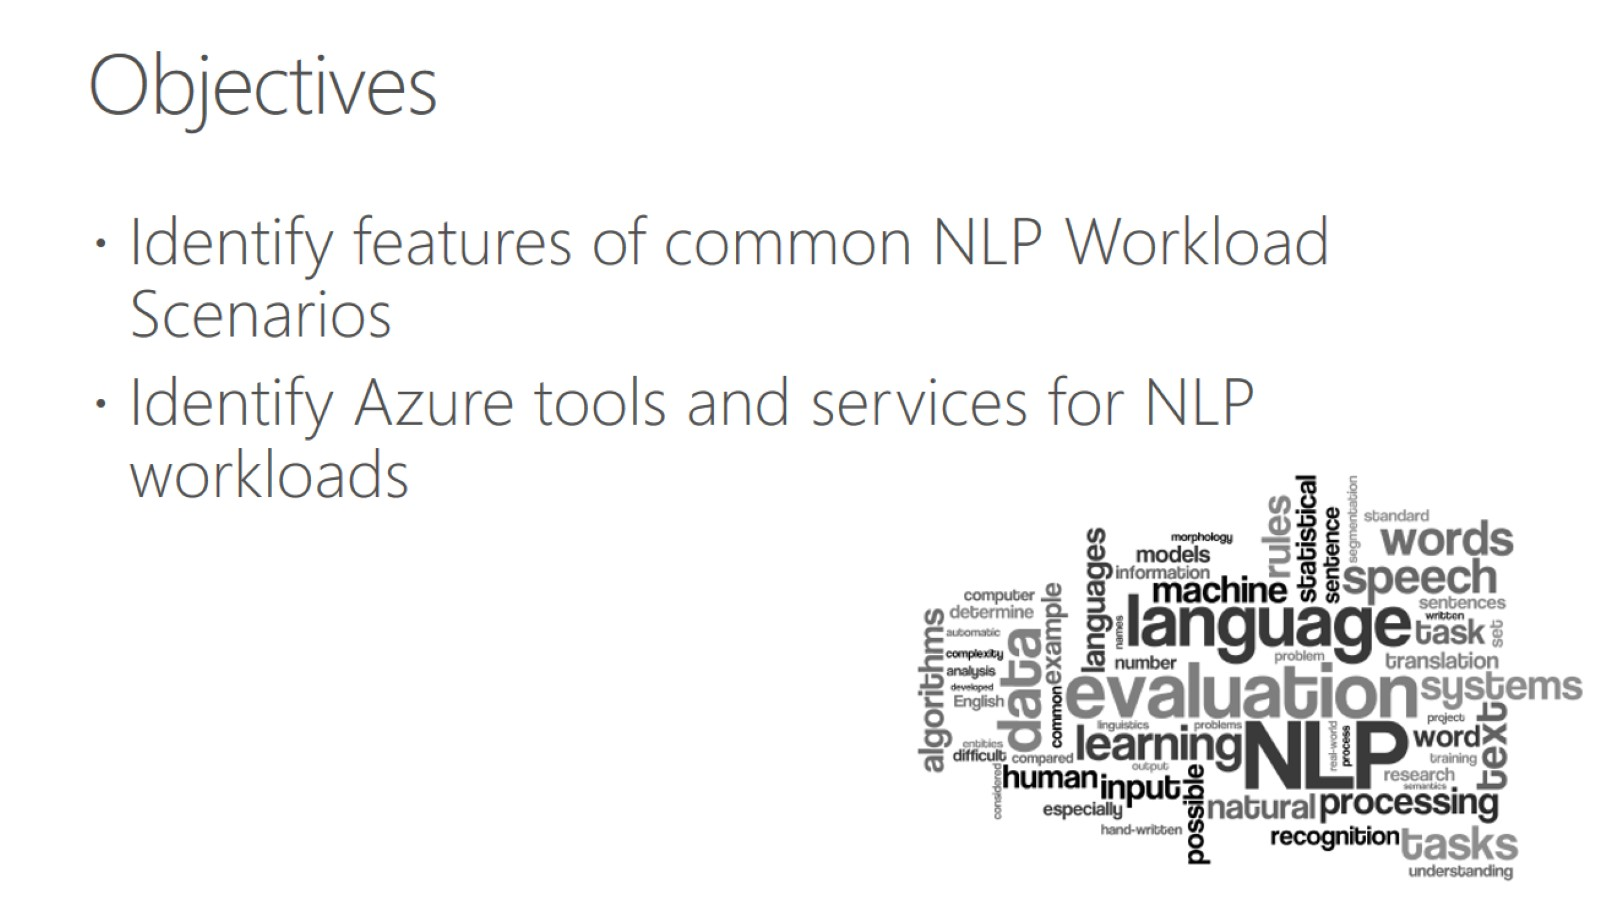 Objectives
• Identify features of common NLP Workload
Scenarios
• Identify Azure tools and services for NLP
workloads
statistical
segmentation
rules
sentence
standard
words
morphology
models
information
languages
machine
speech
computer
determine
example
names
language
sentences
written
task
set
automatic
algorithms
complexity
analysis
data
number
problem
translation
developed
English
common
evaluation
systems
linguistics
problems
learning
NLP
real-world
process
project
word
text
entities
difficult
compared
output
training
research
semantics
considered
human
input
possible
especially
natural
processing
hand-written
recognition
tasks
understanding